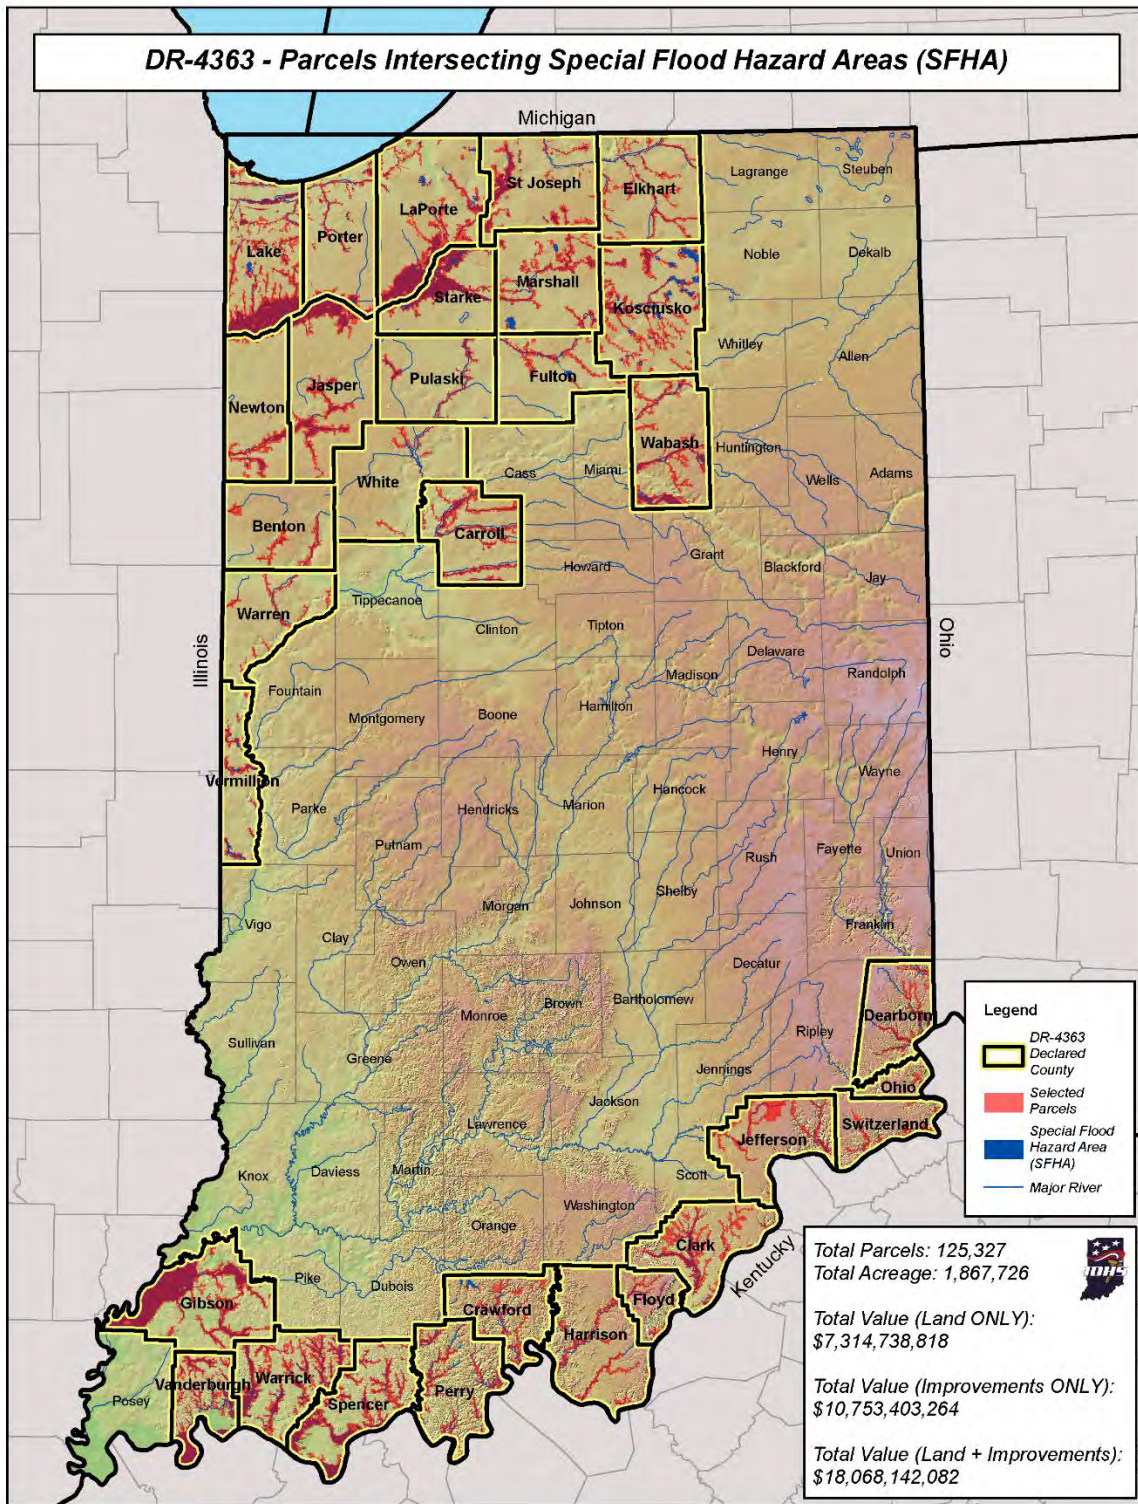 DR-4363 - Parcels Intersecting Special Flood Hazard Areas (SFHA)
Michigan
Lagrange
Steuben
St Joseph
Elkhart
LaPorte
Porter
Lake
Noble
Dekalb
Marshall
Starke
Kosctusko
Whitley
Allen
Pulaski
Fulton
Jasper
Newton
Wabash
Huntington
Cass
Miami
Adams
Wells
White
Benton
Carroll
Grant
Blackford
Howard
Jay
Tippecanoe
Warren
Clinton
Tipton
Illinois
Ohio
Delaware
Madison
Randolph
Fountain
Hamilton
Boone
Montgomery
Henry
Wayne
Vermillion
Hancock
Parke
Hendricks
Marion
Putnam
Rush
Fayette
Union
Shelby
Morgan
Johnson
Vigo
Franklin
Clay
Owen
Decatur
Brown
Bartholomew
Monroe
Dearborn
Ripley
Sullivan
Greene
Jennings
Ohio
Jackson
Lawrence
Switzerland
Jefferson
Martin
Daviess
Knox
Scott
Washington
Orange
Clark
Kentucky
Pike
Dubois
Gibson
Crawford
Floyd
Harrison
Warrick
Vanderburgh
Perry
Posey
Spencer
Legend
DR-4363
Declared
County
Selected
Parcels
Special Flood
Hazard Area
(SFHA)
Major River
Total Parcels: 125,327
Total Acreage: 1,867,726
IDHS
Total Value (Land ONLY):
$7,314,738,818
Total Value (Improvements ONLY):
$10,753,403,264
Total Value (Land + Improvements):
$18,068,142,082